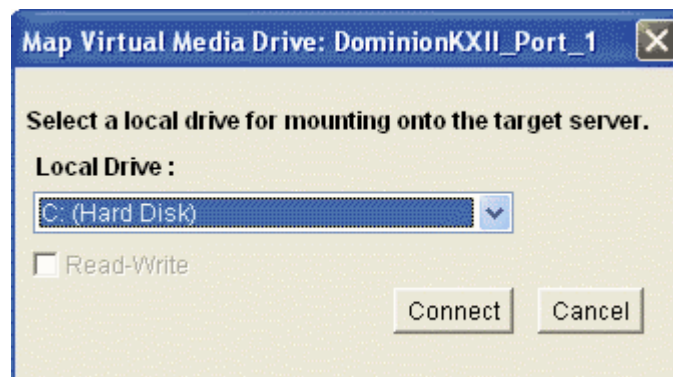 Map Virtual Media Drive: DominionKXII_Port_1
Select a local drive for mounting onto the target server.
Local Drive :
C: (Hard Disk)
Read-Write
Connect Cancel